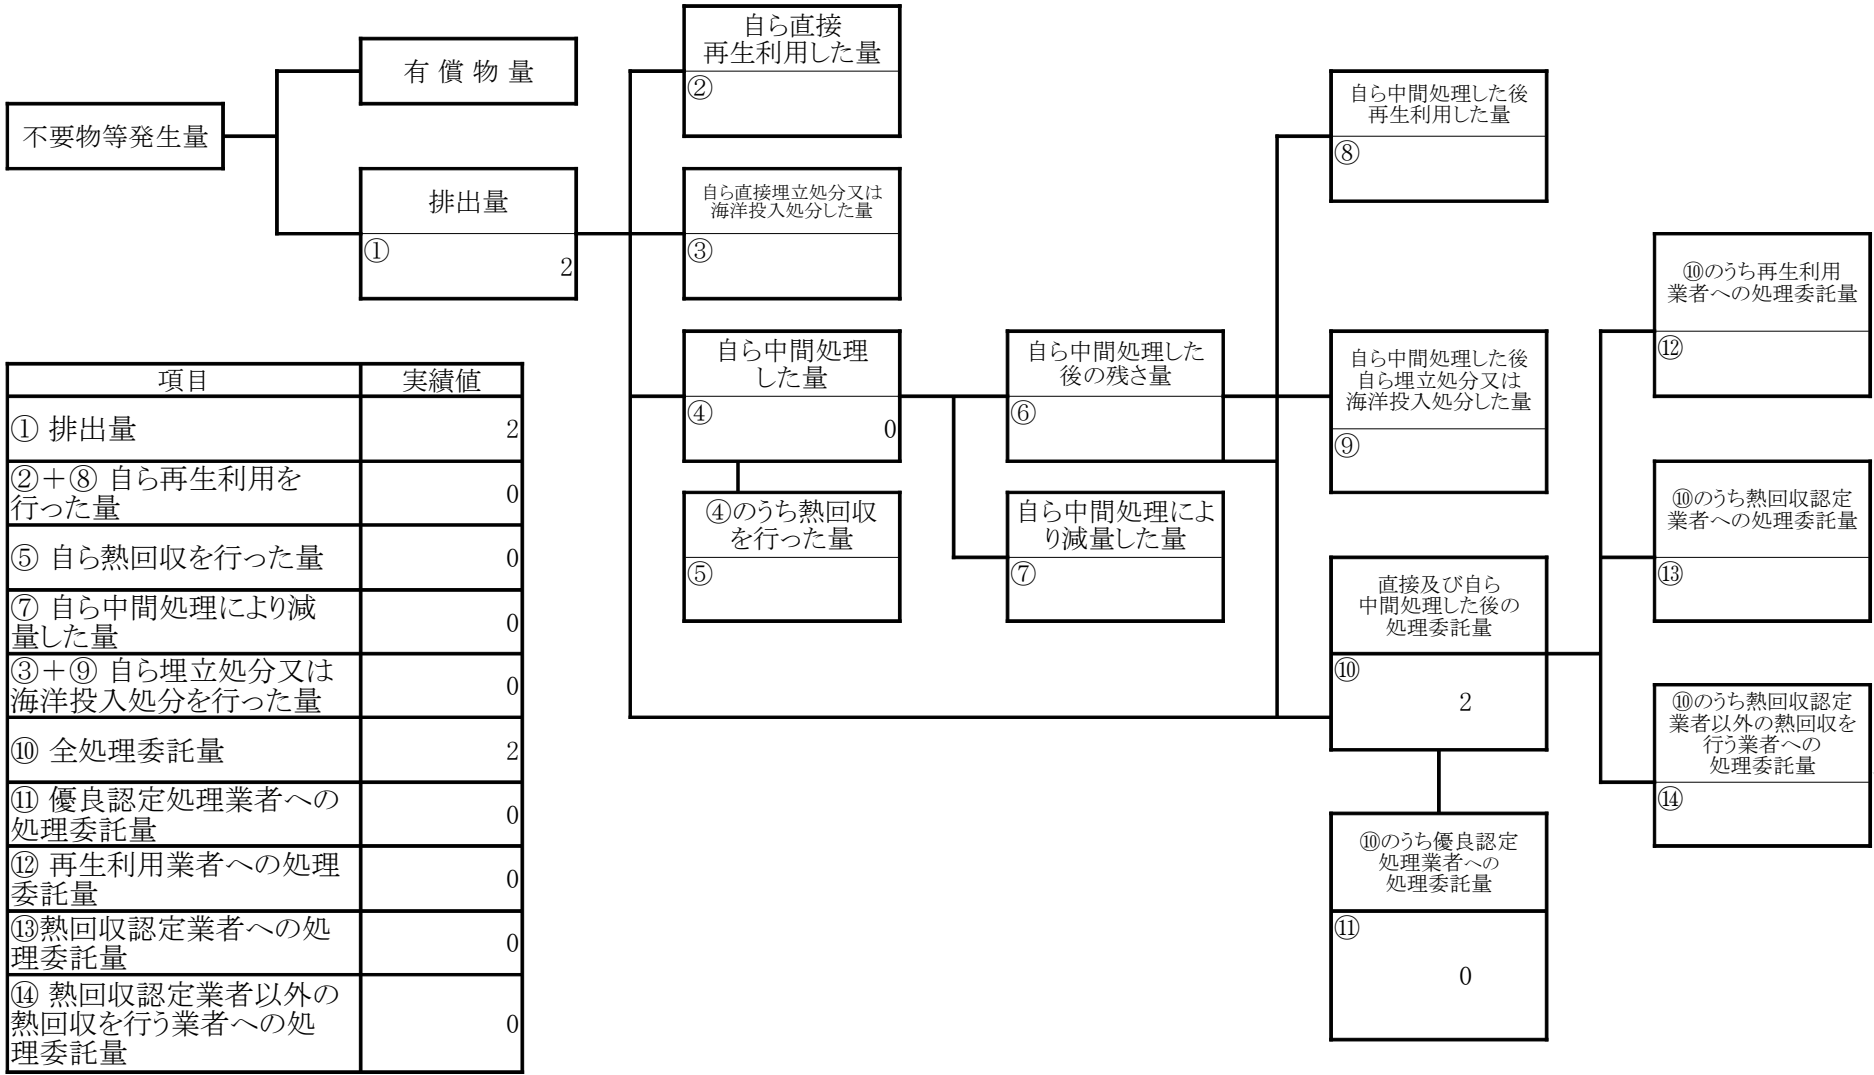 不要物等発生量
有 償 物 量
排出量
①
2
自ら直接
再生利用した量
②
自ら直接埋立処分又は
海洋投入処分した量
③
自ら中間処理
した量
④
0
④のうち熱回収
を行った量
⑤
自ら中間処理した
後の残さ量
⑥
自ら中間処理によ
り減量した量
⑦
自ら中間処理した後
再生利用した量
⑧
自ら中間処理した後
自ら埋立処分又は
海洋投入処分した量
⑨
直接及び自ら
中間処理した後の
処理委託量
⑩
2
⑩のうち優良認定
処理業者への
処理委託量
⑪
0
⑩のうち再生利用
業者への処理委託量
⑫
⑩のうち熱回収認定
業者への処理委託量
⑬
⑩のうち熱回収認定
業者以外の熱回収を
行う業者への
処理委託量
⑭
項目 実績値
① 排出量 2
②＋⑧ 自ら再生利用を
行った量 0
⑤ 自ら熱回収を行った量 0
⑦ 自ら中間処理により減
量した量 0
③＋⑨ 自ら埋立処分又は
海洋投入処分を行った量 0
⑩ 全処理委託量 2
⑪ 優良認定処理業者への
処理委託量 0
⑫ 再生利用業者への処理
委託量 0
⑬熱回収認定業者への処
理委託量 0
⑭ 熱回収認定業者以外の
熱回収を行う業者への処
理委託量 0